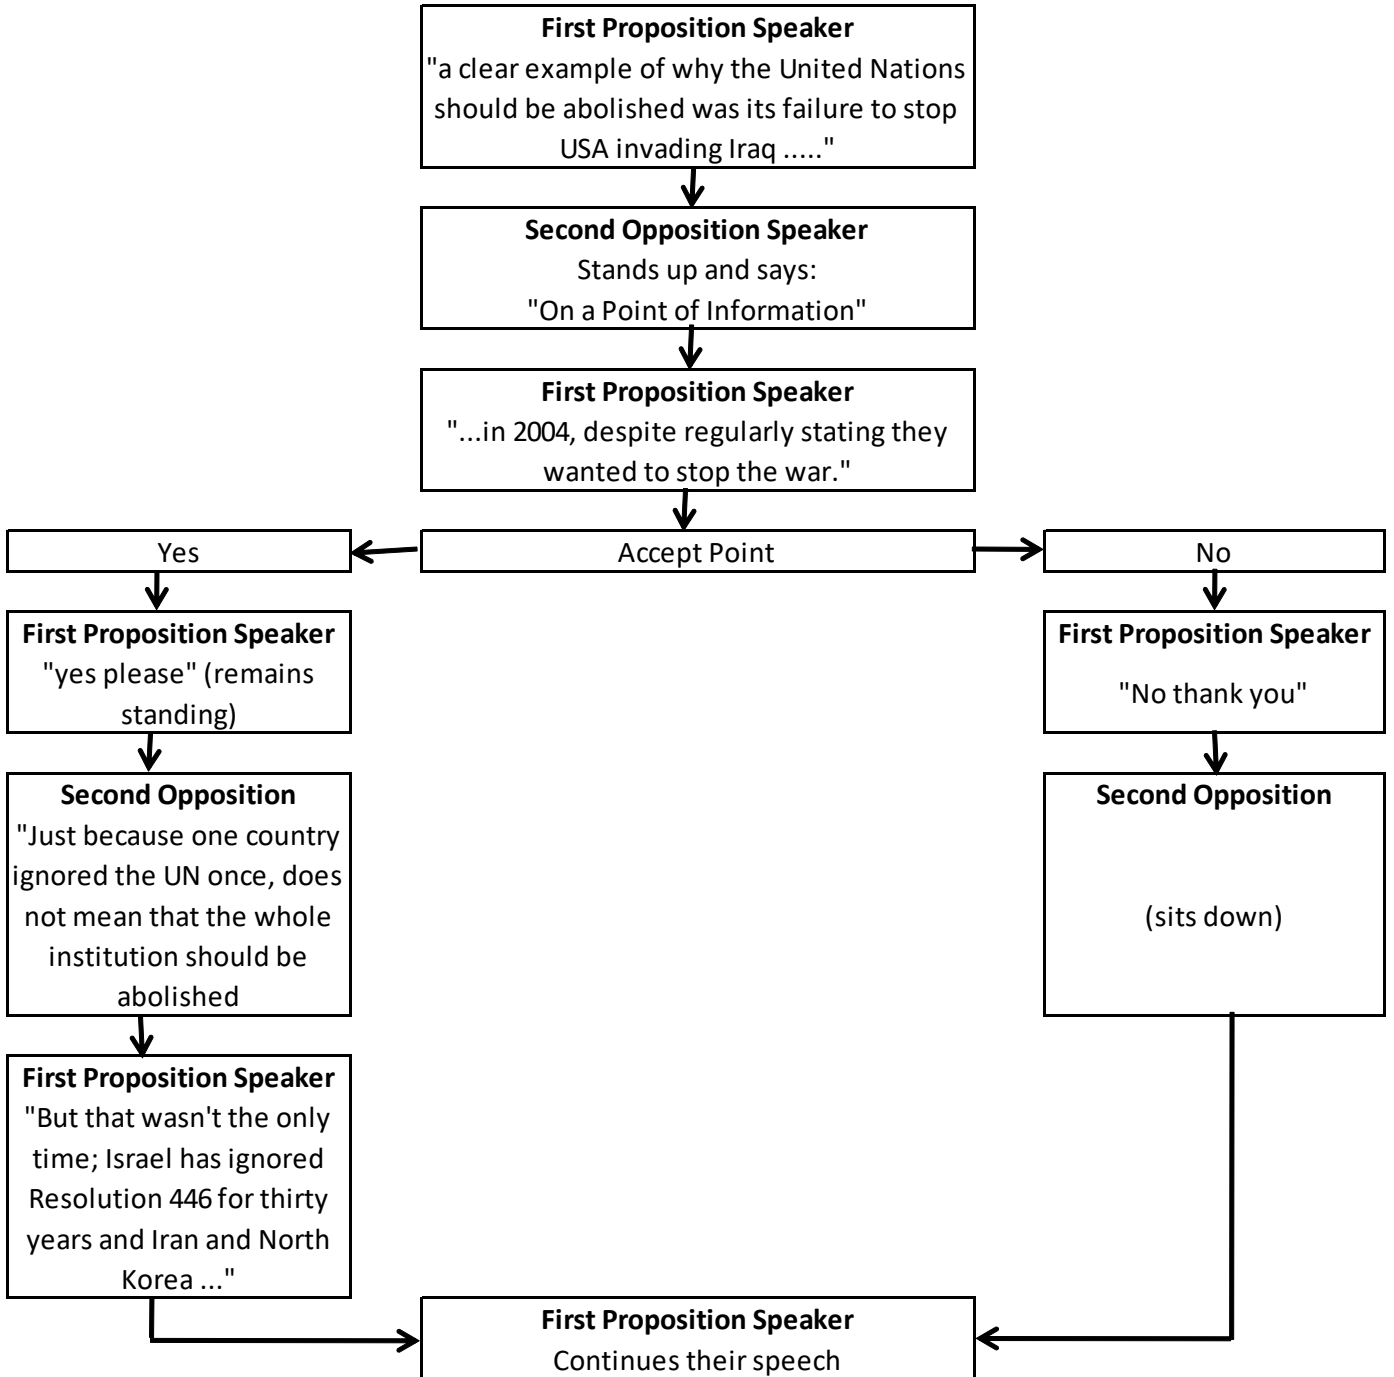 First Proposition Speaker
"a clear example of why the United Nations
should be abolished was its failure to stop
USA invading Iraq ....."
Second Opposition Speaker
Stands up and says:
"On a Point of Information"
First Proposition Speaker
"...in 2004, despite regularly stating they
wanted to stop the war."
Yes
Accept Point
No
First Proposition Speaker
"yes please" (remains
standing)
First Proposition Speaker
"No thank you"
Second Opposition
"Just because one country
ignored the UN once, does
not mean that the whole
institution should be
abolished
Second Opposition
(sits down)
First Proposition Speaker
"But that wasn't the only
time; Israel has ignored
Resolution 446 for thirty
years and Iran and North
Korea ..."
First Proposition Speaker
Continues their speech